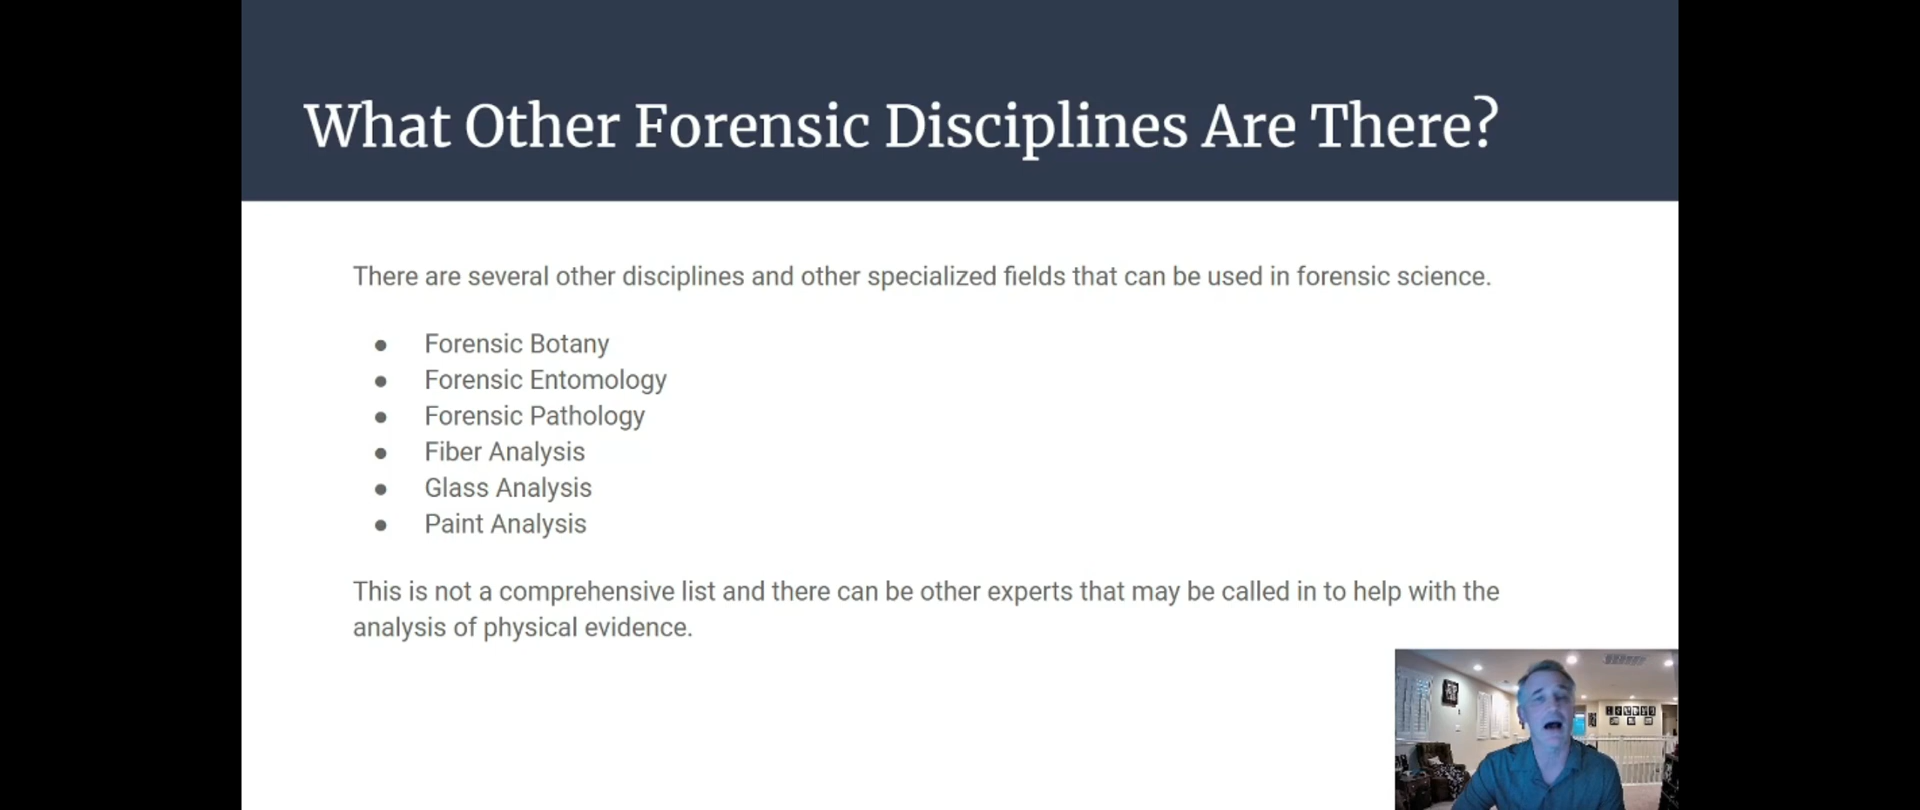 What Other Forensic Disciplines Are There?
There are several other disciplines and other specialized fields that can be used in forensic science.
● Forensic Botany
● Forensic Entomology
● Forensic Pathology
● Fiber Analysis
● Glass Analysis
● Paint Analysis
This is not a comprehensive list and there can be other experts that may be called in to help with the
analysis of physical evidence.